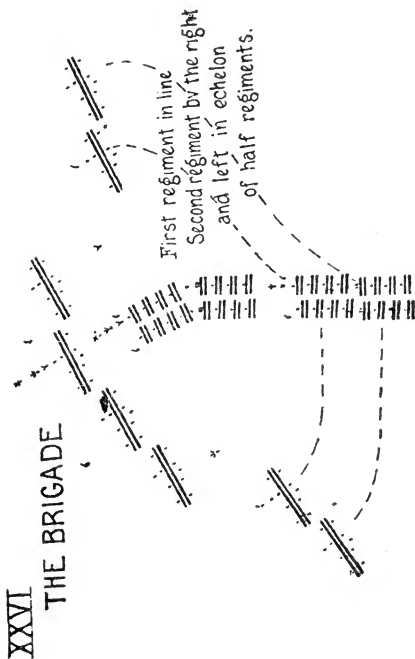 XXVI
THE BRIGADE
First regiment in line
Second regiment by the right
and left in echelon
of half regiments.